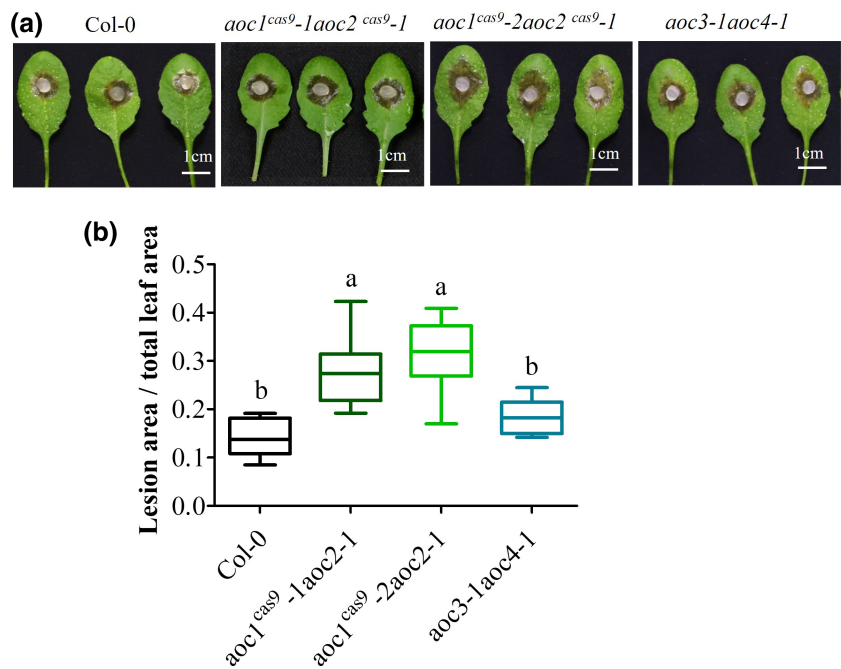 (a) Col-0 aoc1cas9-1aoc2 cas9-1 aoc1cas9-2aoc2 cas9-1 aoc3-1aoc4-1
1cm 1cm 1cm 1cm
(b)
Lesion area / total leaf area
0.5
0.4
0.3
0.2
0.1
0.0
b a a b
Col-0
aoc1cas9 -1aoc2-1
aoc1cas9 -2aoc2-1
aoc3-1aoc4-1